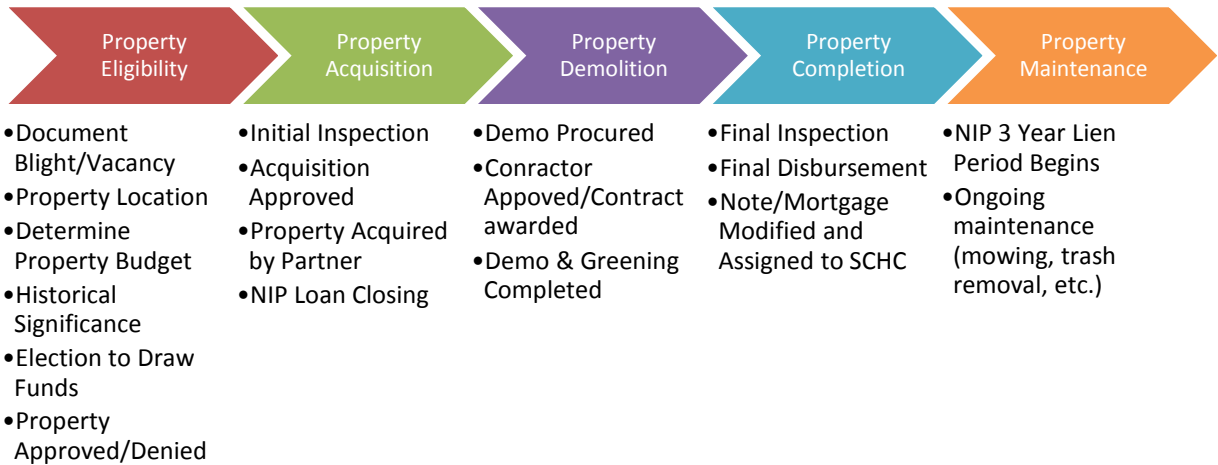 Property
Eligibility
Property
Acquisition
Property
Demolition
Property
Completion
Property
Maintenance
•Document
Blight/Vacancy
•Property Location
•Determine
Property Budget
•Historical
Significance
•Election to Draw
Funds
•Property
Approved/Denied
•Initial Inspection
•Acquisition
Approved
•Property Acquired
by Partner
•NIP Loan Closing
•Demo Procured
•Conractor
Appoved/Contract
awarded
•Demo & Greening
Completed
•Final Inspection
•Final Disbursement
•Note/Mortgage
Modified and
Assigned to SCHC
•NIP 3 Year Lien
Period Begins
•Ongoing
maintenance
(mowing, trash
removal, etc.)